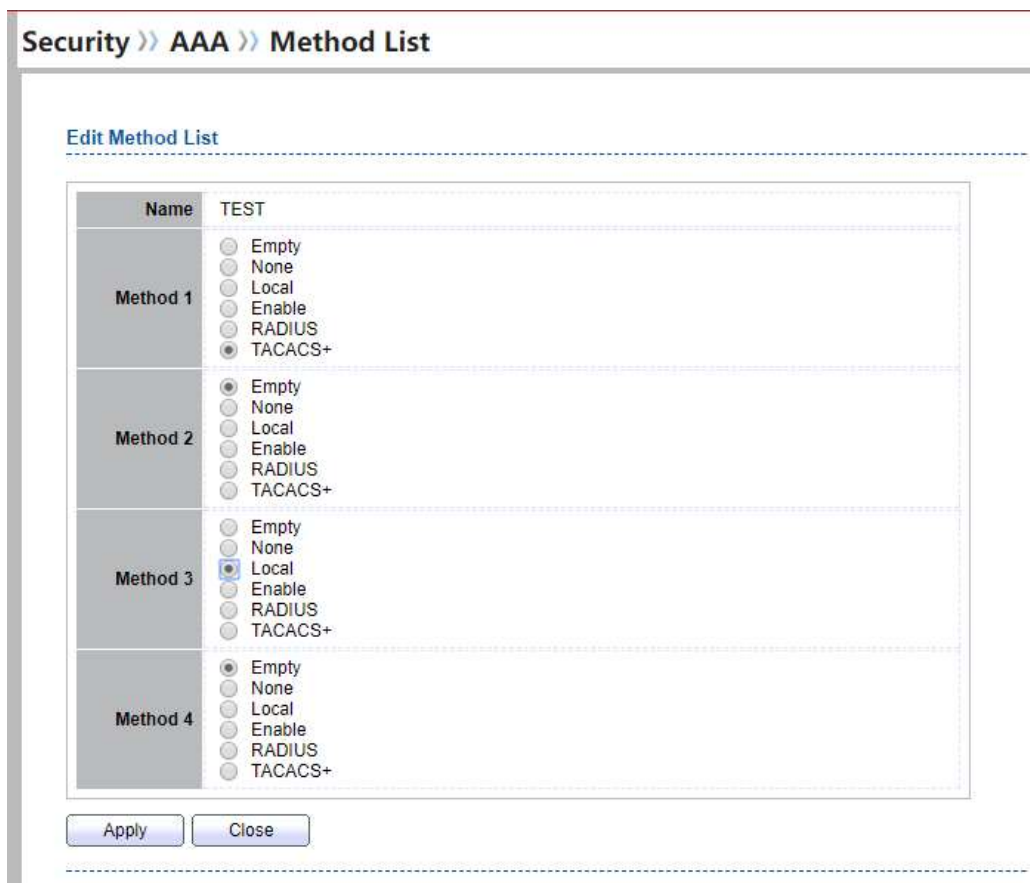 Security » AAA » Method List
Edit Method List
Name TEST
Method 1
Empty
None
Local
Enable
RADIUS
TACACS+
Method 2
Empty
None
Local
Enable
RADIUS
TACACS+
Method 3
Empty
None
Local
Enable
RADIUS
TACACS+
Method 4
Empty
None
Local
Enable
RADIUS
TACACS+
Apply Close